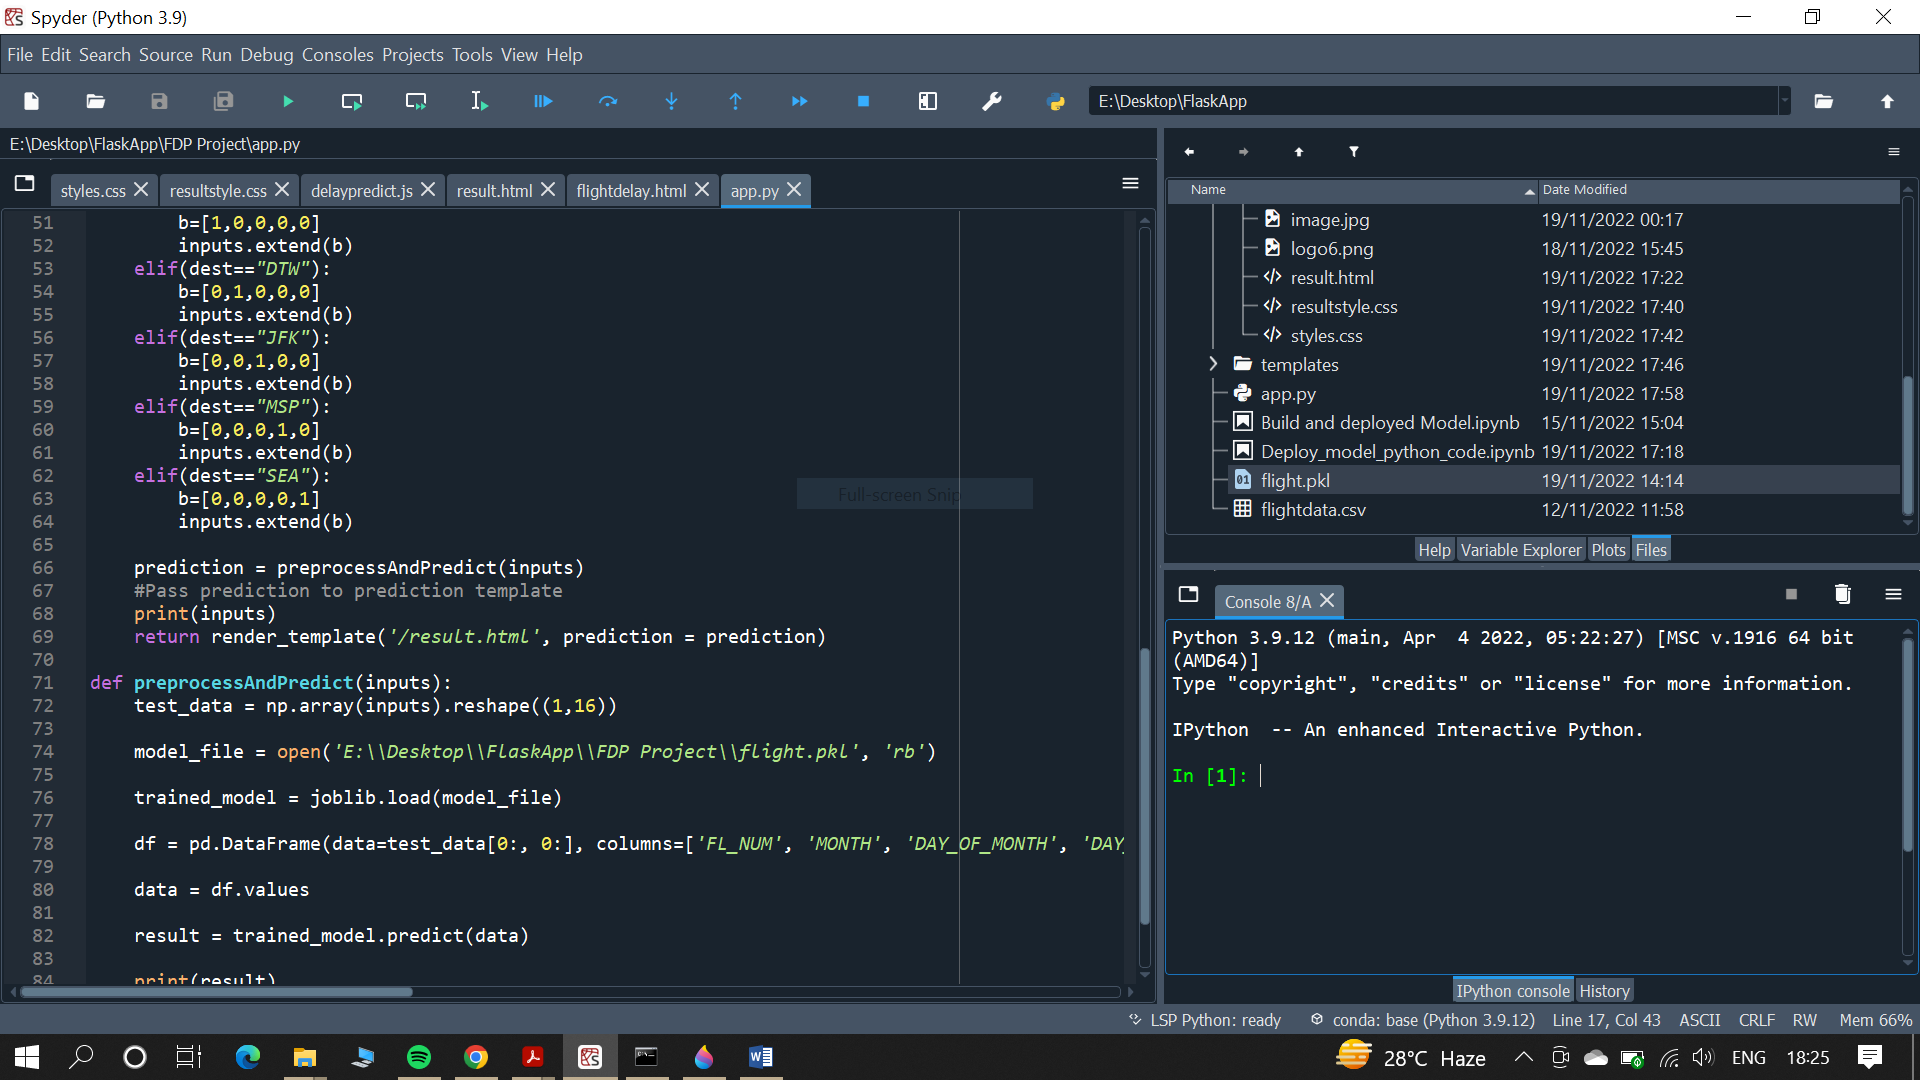 Spyder (Python 3.9)
File Edit Search Source Run Debug Consoles Projects Tools View Help
E:\Desktop\FlaskApp
E:\Desktop\FlaskApp\FDP Project\app.py
styles.css resultstyle.css delaypredict.js result.html flightdelay.html app.py
51 b=[1,0,0,0,0]
52 inputs.extend(b)
53 elif(dest=="DTW"):
54 b=[0,1,0,0,0]
55 inputs.extend(b)
56 elif(dest=="JFK"):
57 b=[0,0,1,0,0]
58 inputs.extend(b)
59 elif(dest=="MSP"):
60 b=[0,0,0,1,0]
61 inputs.extend(b)
62 elif(dest=="SEA"):
63 b=[0,0,0,0,1]
64 inputs.extend(b)
65
66 prediction = preprocessAndPredict(inputs)
67 #Pass prediction to prediction template
68 print(inputs)
69 return render_template('/result.html', prediction = prediction)
70
71 def preprocessAndPredict(inputs):
72 test_data = np.array(inputs).reshape((1,16))
73
74 model_file = open('E:\\Desktop\\FlaskApp\\FDP Project\\flight.pkl', 'rb')
75
76 trained_model = joblib.load(model_file)
77
78 df = pd.DataFrame(data=test_data[0:, 0:], columns=['FL_NUM', 'MONTH', 'DAY_OF_MONTH', 'DAY_
79
80 data = df.values
81
82 result = trained_model.predict(data)
83
84 print(result)
Full-screen Snip
Name Date Modified
image.jpg 19/11/2022 00:17
logo6.png 18/11/2022 15:45
result.html 19/11/2022 17:22
resultstyle.css 19/11/2022 17:40
styles.css 19/11/2022 17:42
templates 19/11/2022 17:46
app.py 19/11/2022 17:58
Build and deployed Model.ipynb 15/11/2022 15:04
Deploy_model_python_code.ipynb 19/11/2022 17:18
flight.pkl 19/11/2022 14:14
flightdata.csv 12/11/2022 11:58
Help Variable Explorer Plots Files
Console 8/A
Python 3.9.12 (main, Apr  4 2022, 05:22:27) [MSC v.1916 64 bit
(AMD64)]
Type "copyright", "credits" or "license" for more information.
IPython  -- An enhanced Interactive Python.
In [1]:
IPython console History
LSP Python: ready conda: base (Python 3.9.12) Line 17, Col 43 ASCII CRLF RW Mem 66%
28°C Haze ENG 18:25